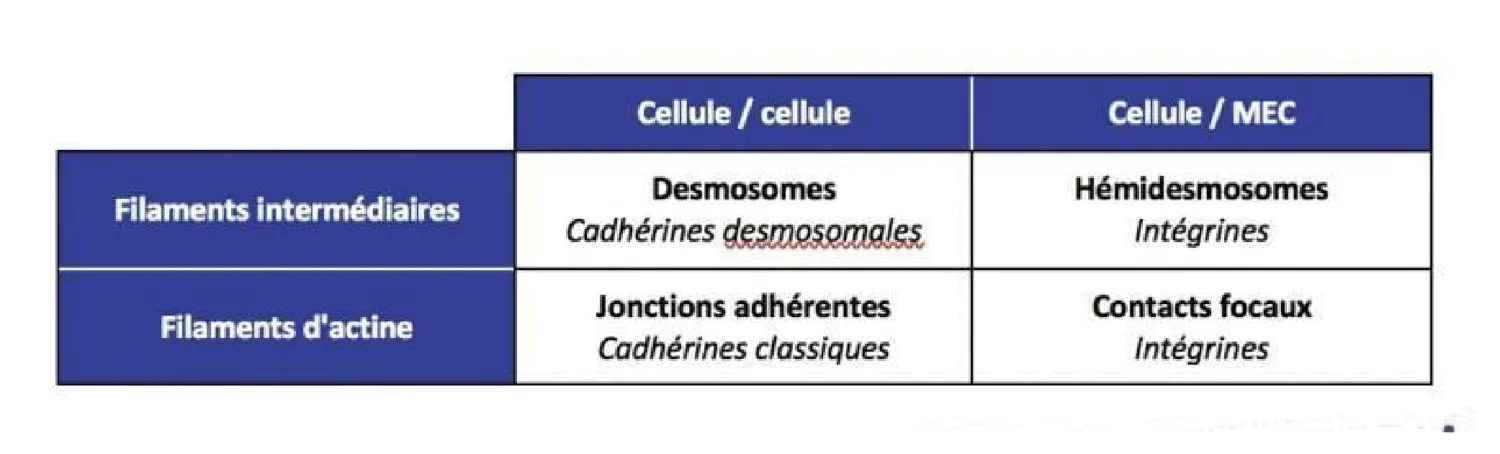 Cellule / cellule
Cellule / MEC
Filaments intermédiaires
Desmosomes
Cadhérines desmosomales
Hémidesmosomes
Intégrines
Filaments d'actine
Jonctions adhérentes
Cadhérines classiques
Contacts focaux
Intégrines